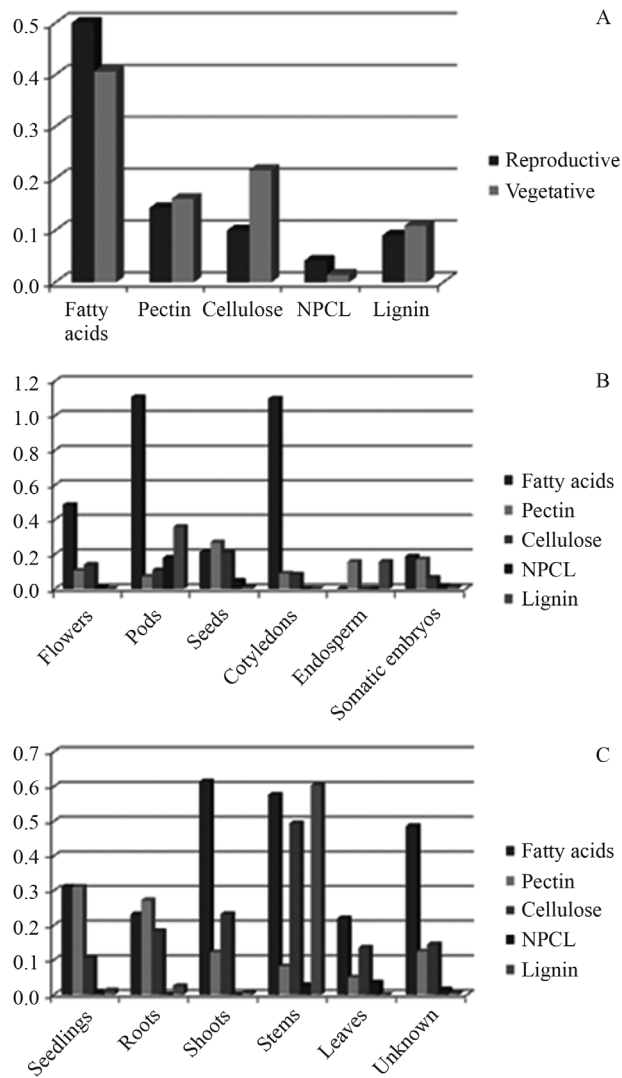 A
0.5
0.4
0.3
0.2
0.1
0.0
Fatty acids
Pectin
Cellulose
NPCL
Lignin
Reproductive
Vegetative
B
1.2
1.0
0.8
0.6
0.4
0.2
0.0
Flowers
Pods
Seeds
Cotyledons
Endosperm
Somatic embryos
Fatty acids
Pectin
Cellulose
NPCL
Lignin
C
0.7
0.6
0.5
0.4
0.3
0.2
0.1
0.0
Seedlings
Roots
Shoots
Stems
Leaves
Unknown
Fatty acids
Pectin
Cellulose
NPCL
Lignin